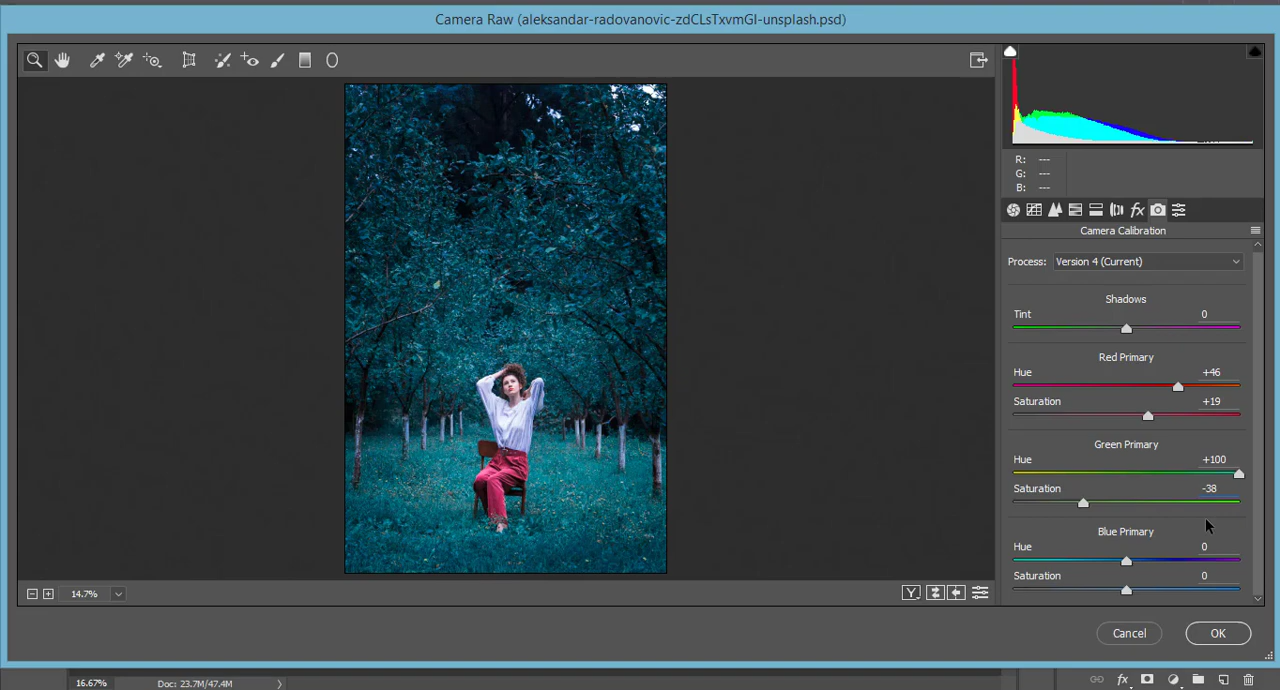 Camera Raw (aleksandar-radovanovic-zdCLsTxvmGI-unsplash.psd)
R: ---
G: ---
B: ---
fx
Camera Calibration
Process: Version 4 (Current)
Shadows
Tint 0
Red Primary
Hue +46
Saturation +19
Green Primary
Hue +100
Saturation -38
Blue Primary
Hue 0
Saturation 0
14.7%
Y
Cancel OK
16.67% Doc: 23.7M/47.4M
fx